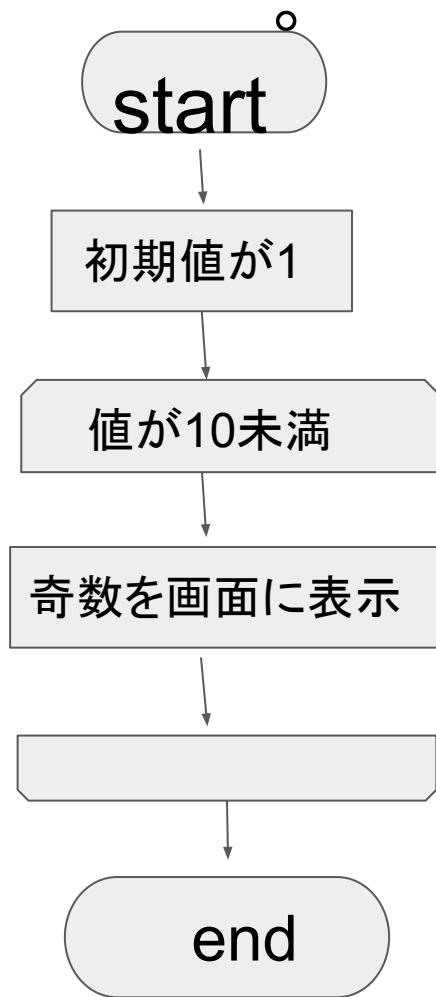 start
初期値が1
値が10未満
奇数を画面に表示
end